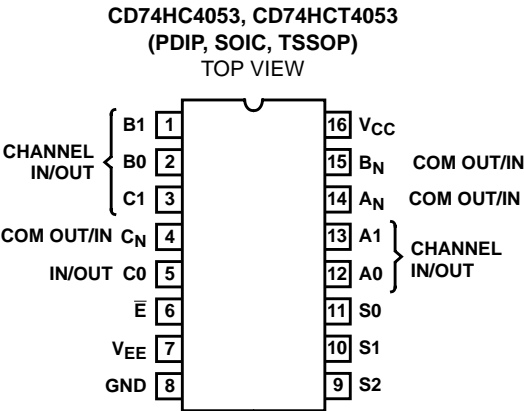 CD74HC4053, CD74HCT4053
(PDIP, SOIC, TSSOP)
TOP VIEW
B1 1 16 VCC
CHANNEL IN/OUT
B0 2 15 BN COM OUT/IN
C1 3 14 AN COM OUT/IN
COM OUT/IN CN 4 13 A1
CHANNEL IN/OUT
IN/OUT C0 5 12 A0
E̅ 6 11 S0
VEE 7 10 S1
GND 8 9 S2